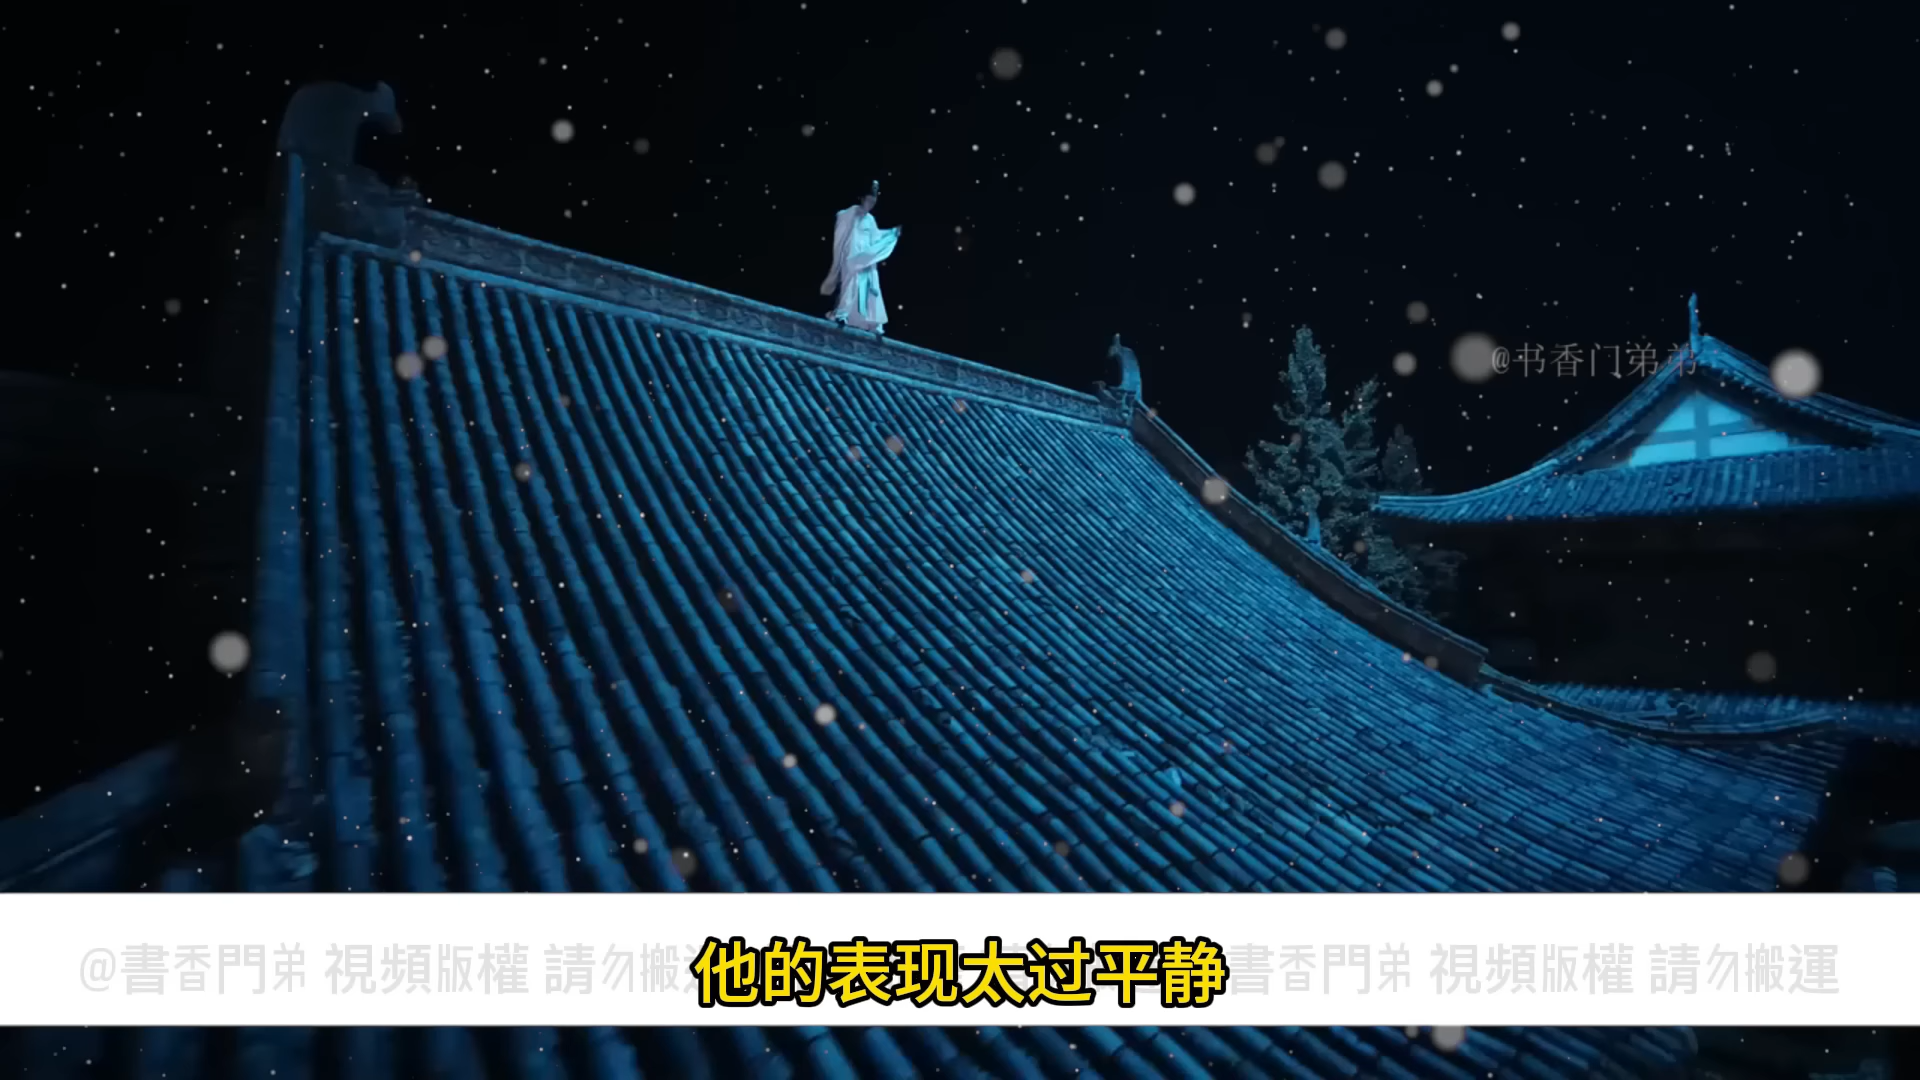 @书香门弟弟
@書香門弟 視頻版權 請勿搬運
他的表现太过平静
書香門弟 視頻版權 請勿搬運